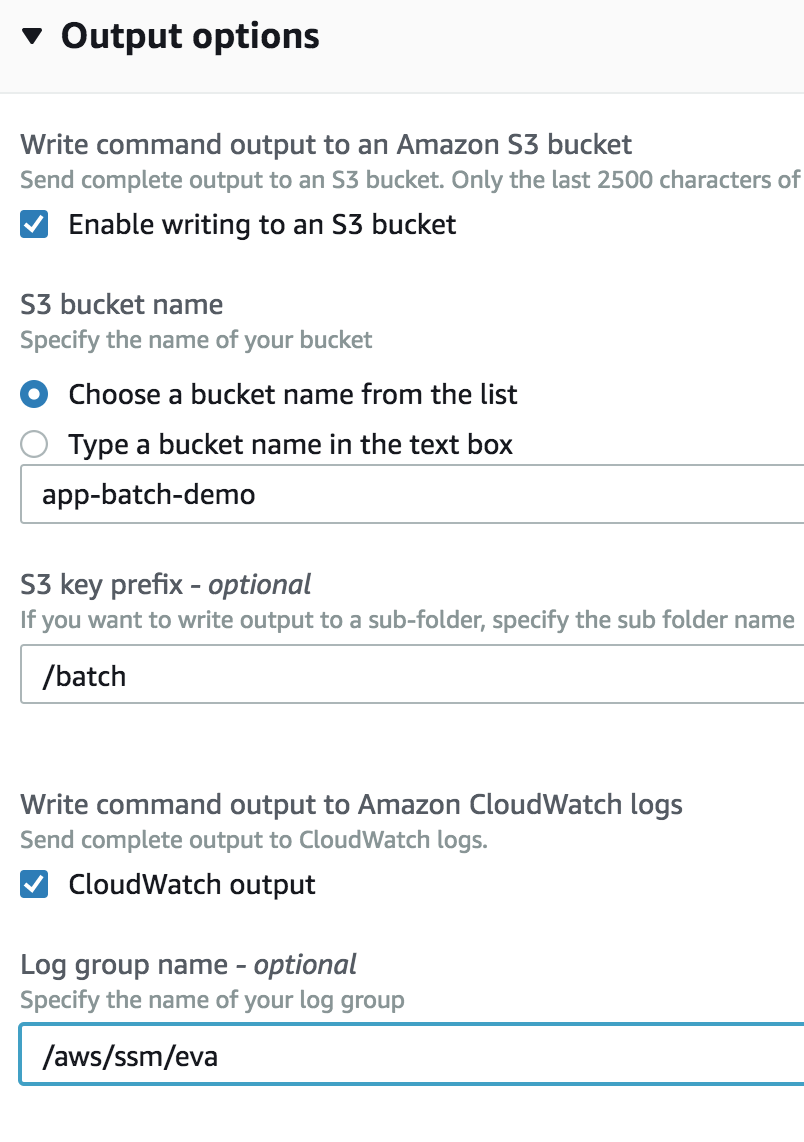 Output options
Write command output to an Amazon S3 bucket
Send complete output to an S3 bucket. Only the last 2500 characters of
Enable writing to an S3 bucket
S3 bucket name
Specify the name of your bucket
Choose a bucket name from the list
Type a bucket name in the text box
app-batch-demo
S3 key prefix - optional
If you want to write output to a sub-folder, specify the sub folder name
/batch
Write command output to Amazon CloudWatch logs
Send complete output to CloudWatch logs.
CloudWatch output
Log group name - optional
Specify the name of your log group
/aws/ssm/eva